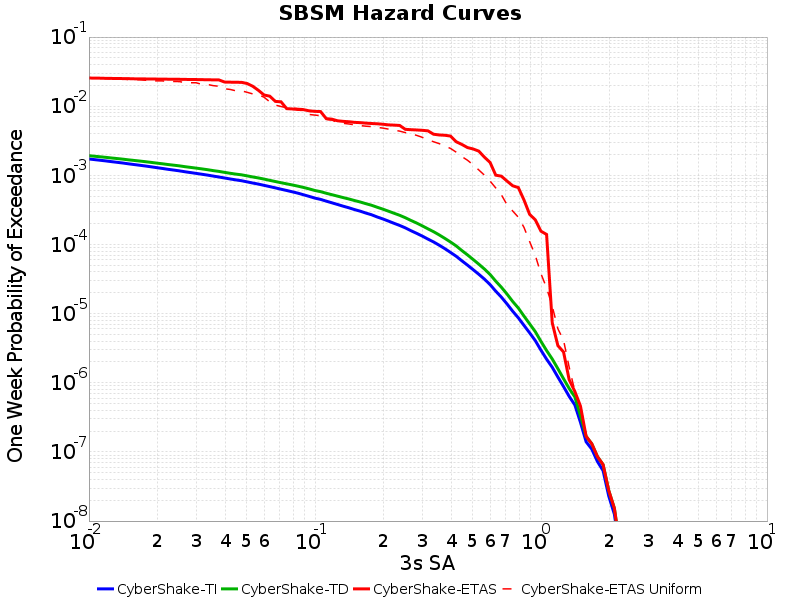 SBSM Hazard Curves
One Week Probability of Exceedance
10^-1
10^-2
10^-3
10^-4
10^-5
10^-6
10^-7
10^-8
10^-2 2 3 4 5 6 10^-1 2 3 4 5 6 7 10^0 2 3 4 5 6 7 10^1
3s SA
CyberShake-TI CyberShake-TD CyberShake-ETAS CyberShake-ETAS Uniform